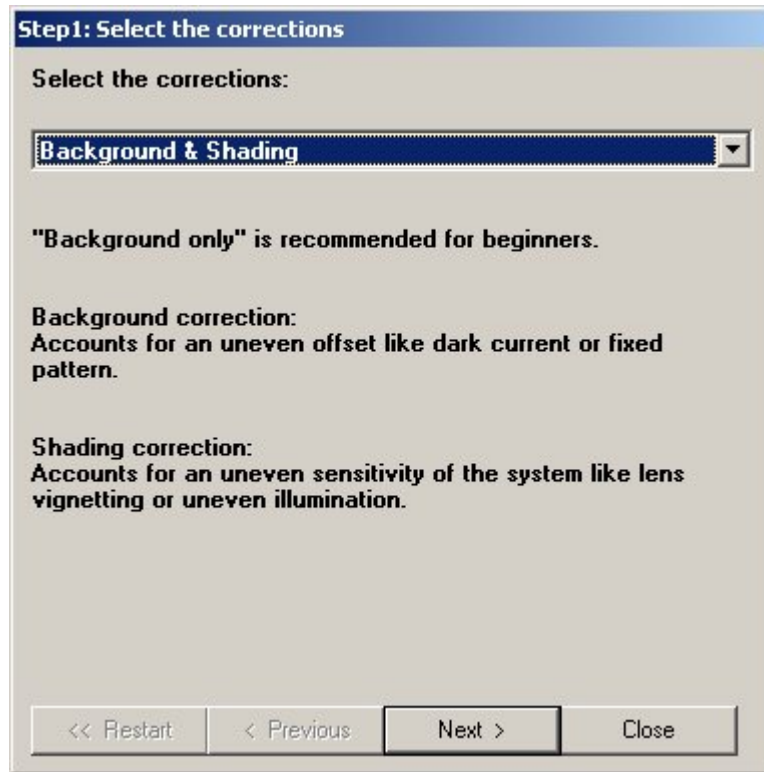 Step1: Select the corrections
Select the corrections:
Background & Shading
"Background only" is recommended for beginners.
Background correction:
Accounts for an uneven offset like dark current or fixed
pattern.
Shading correction:
Accounts for an uneven sensitivity of the system like lens
vignetting or uneven illumination.
<< Restart < Previous Next > Close